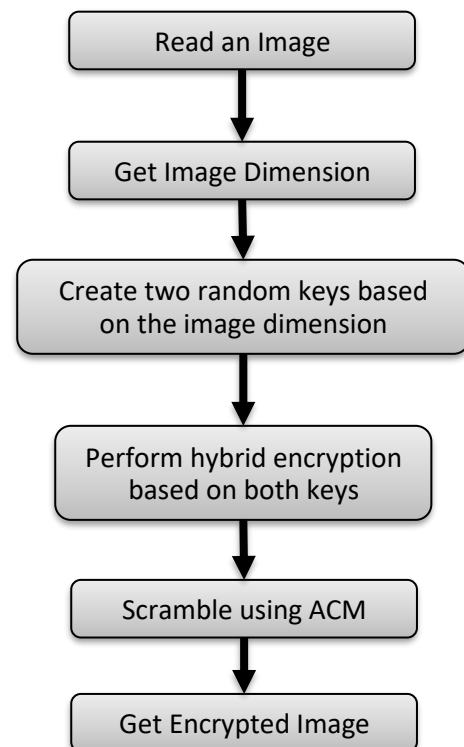 Read an Image
Get Image Dimension
Create two random keys based
on the image dimension
Perform hybrid encryption
based on both keys
Scramble using ACM
Get Encrypted Image